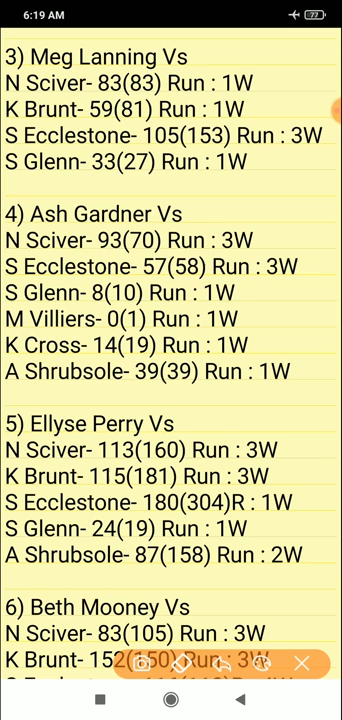 6:19 AM
77
3) Meg Lanning Vs
N Sciver- 83(83) Run : 1W
K Brunt- 59(81) Run : 1W
S Ecclestone- 105(153) Run : 3W
S Glenn- 33(27) Run : 1W
4) Ash Gardner Vs
N Sciver- 93(70) Run : 3W
S Ecclestone- 57(58) Run : 3W
S Glenn- 8(10) Run : 1W
M Villiers- 0(1) Run : 1W
K Cross- 14(19) Run : 1W
A Shrubsole- 39(39) Run : 1W
5) Ellyse Perry Vs
N Sciver- 113(160) Run : 3W
K Brunt- 115(181) Run : 3W
S Ecclestone- 180(304)R : 1W
S Glenn- 24(19) Run : 1W
A Shrubsole- 87(158) Run : 2W
6) Beth Mooney Vs
N Sciver- 83(105) Run : 3W
K Brunt- 152(150) Run : 3W